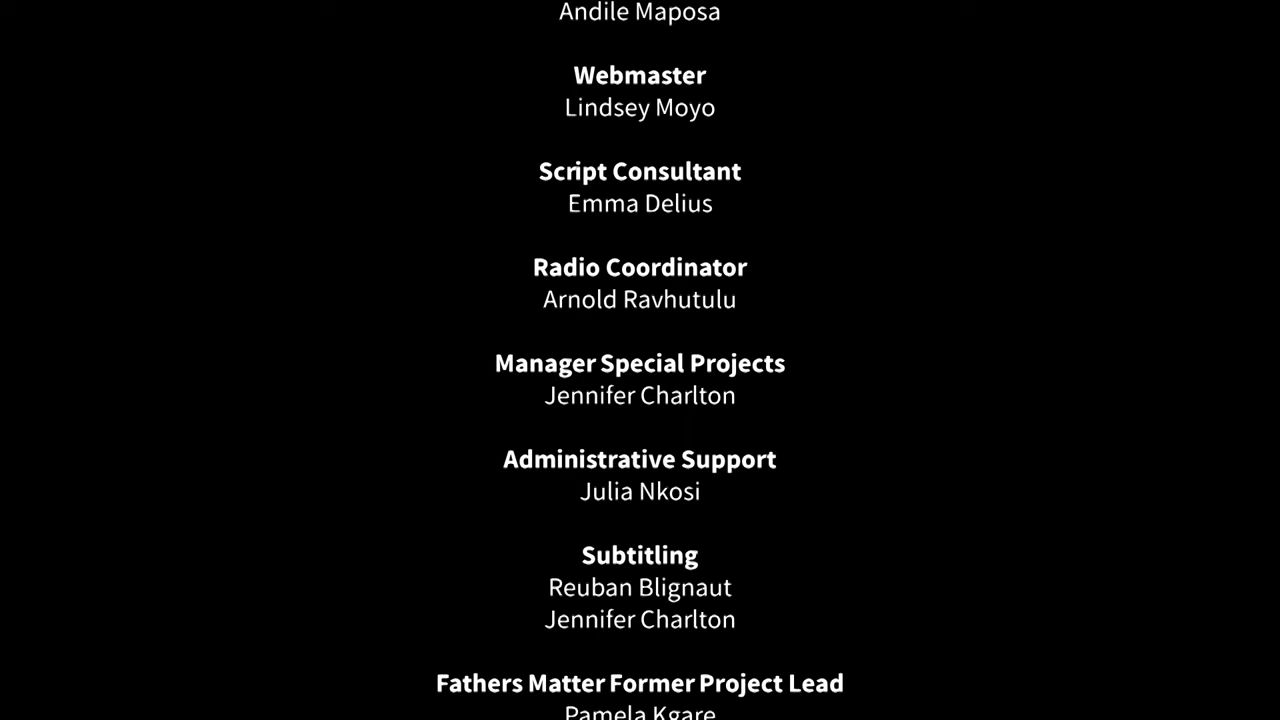 Andile Maposa
Webmaster
Lindsey Moyo
Script Consultant
Emma Delius
Radio Coordinator
Arnold Ravhutulu
Manager Special Projects
Jennifer Charlton
Administrative Support
Julia Nkosi
Subtitling
Reuban Blignaut
Jennifer Charlton
Fathers Matter Former Project Lead
Pamela Kgare